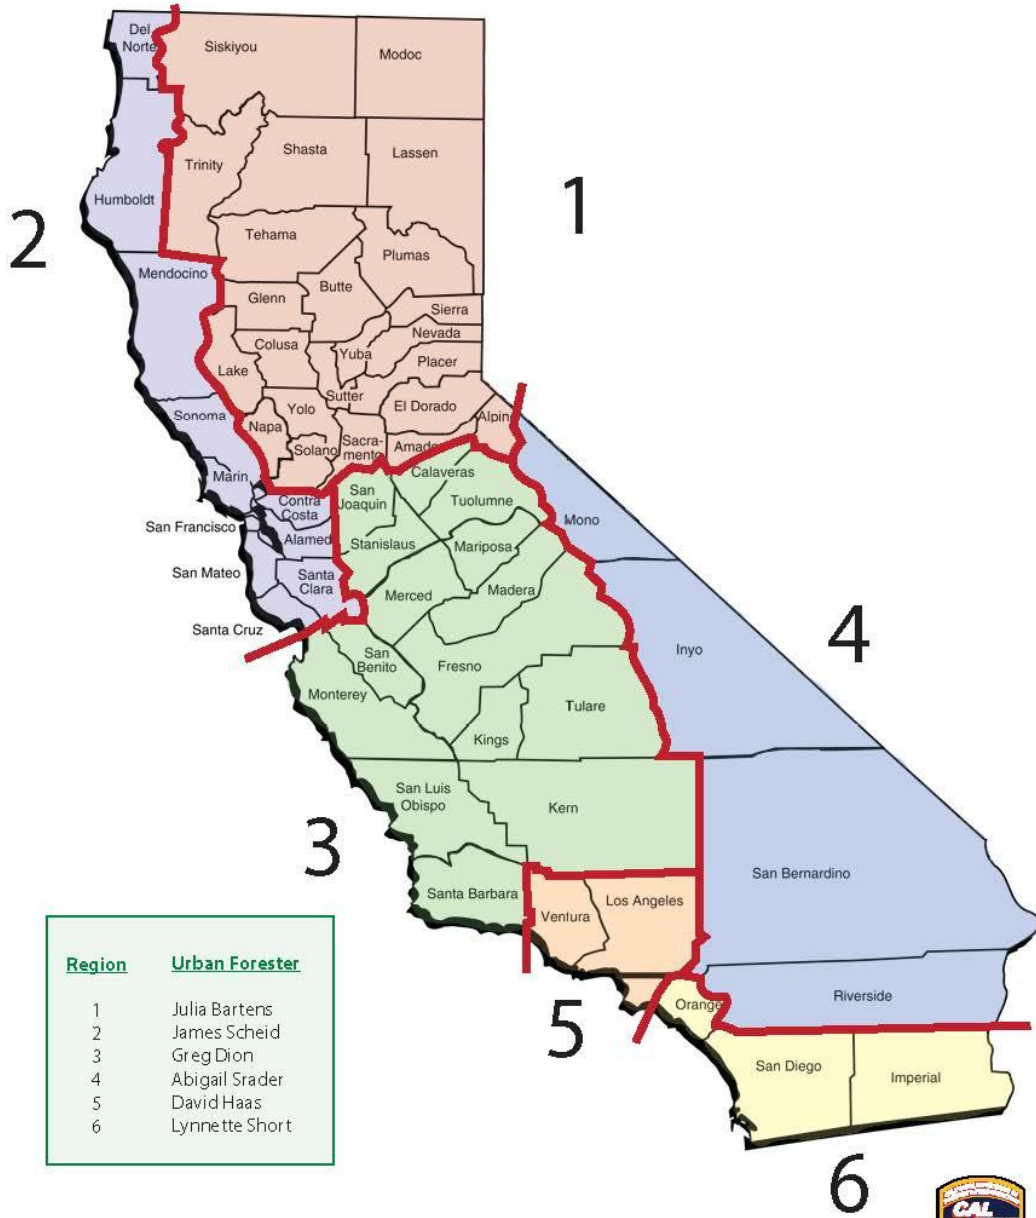 Del
Norte
Siskiyou
Modoc
Trinity
Shasta
Lassen
1
2
Humboldt
Tehama
Plumas
Mendocino
Butte
Glenn
Sierra
Nevada
Colusa
Yuba
Placer
Lake
Sutter
Sonoma
Yolo
El Dorado
Alpin
Napa
Solano
Sacra-
mento
Amado
Marin
Calaveras
San
Joaquin
Contra
Costa
Tuolumne
San Francisco
Mono
Alamed
Stanislaus
Mariposa
San Mateo
Santa
Clara
Merced
Madera
Santa Cruz
4
Inyo
San
Benito
Fresno
Monterey
Tulare
Kings
San Luis
Obispo
Kern
3
San Bernardino
Santa Barbara
Ventura
Los Angeles
Riverside
Orange
5
San Diego
Imperial
6
Region Urban Forester
1 Julia Bartens
2 James Scheid
3 Greg Dion
4 Abigail Srader
5 David Haas
6 Lynnette Short
CAL